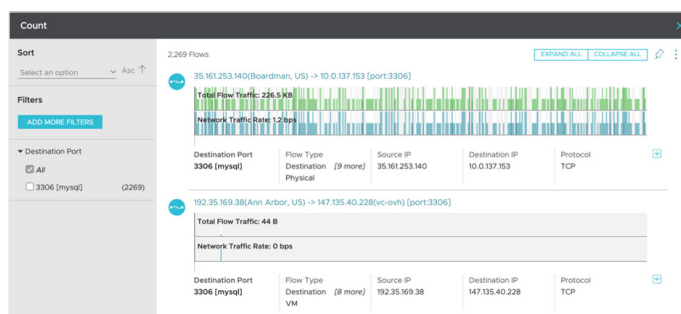 Count
Sort
Select an option
Asc
Filters
ADD MORE FILTERS
Destination Port
All
3306 [mysql] (2269)
2,269 Flows
EXPAND ALL COLLAPSE ALL
35.161.253.140(Boardman, US) -> 10.0.137.153 [port:3306]
Total Flow Traffic: 226.5 KB
Network Traffic Rate: 1.2 bps
Destination Port Flow Type Source IP Destination IP Protocol
3306 [mysql] Destination [9 more] 35.161.253.140 10.0.137.153 TCP
Physical
192.35.169.38(Ann Arbor, US) -> 147.135.40.228(vc-ovh) [port:3306]
Total Flow Traffic: 44 B
Network Traffic Rate: 0 bps
Destination Port Flow Type Source IP Destination IP Protocol
3306 [mysql] Destination [8 more] 192.35.169.38 147.135.40.228 TCP
VM